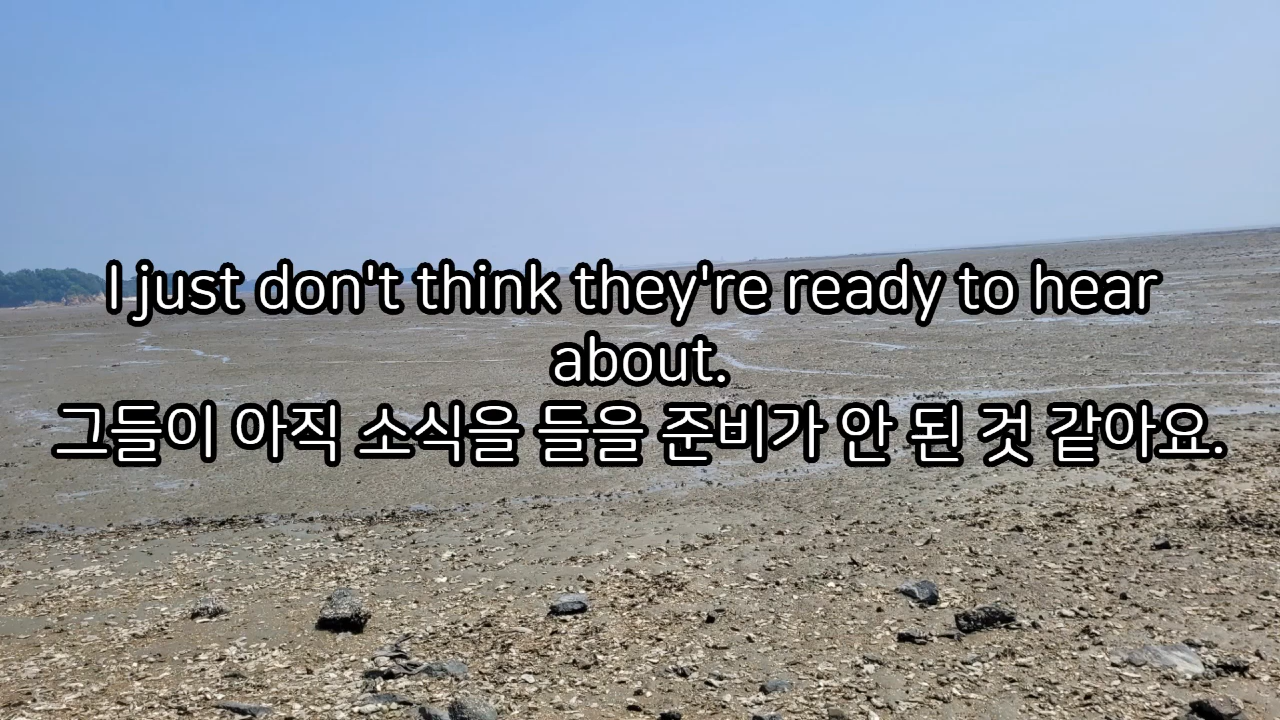 I just don't think they're ready to hear
about.
그들이 아직 소식을 들을 준비가 안 된 것 같아요.